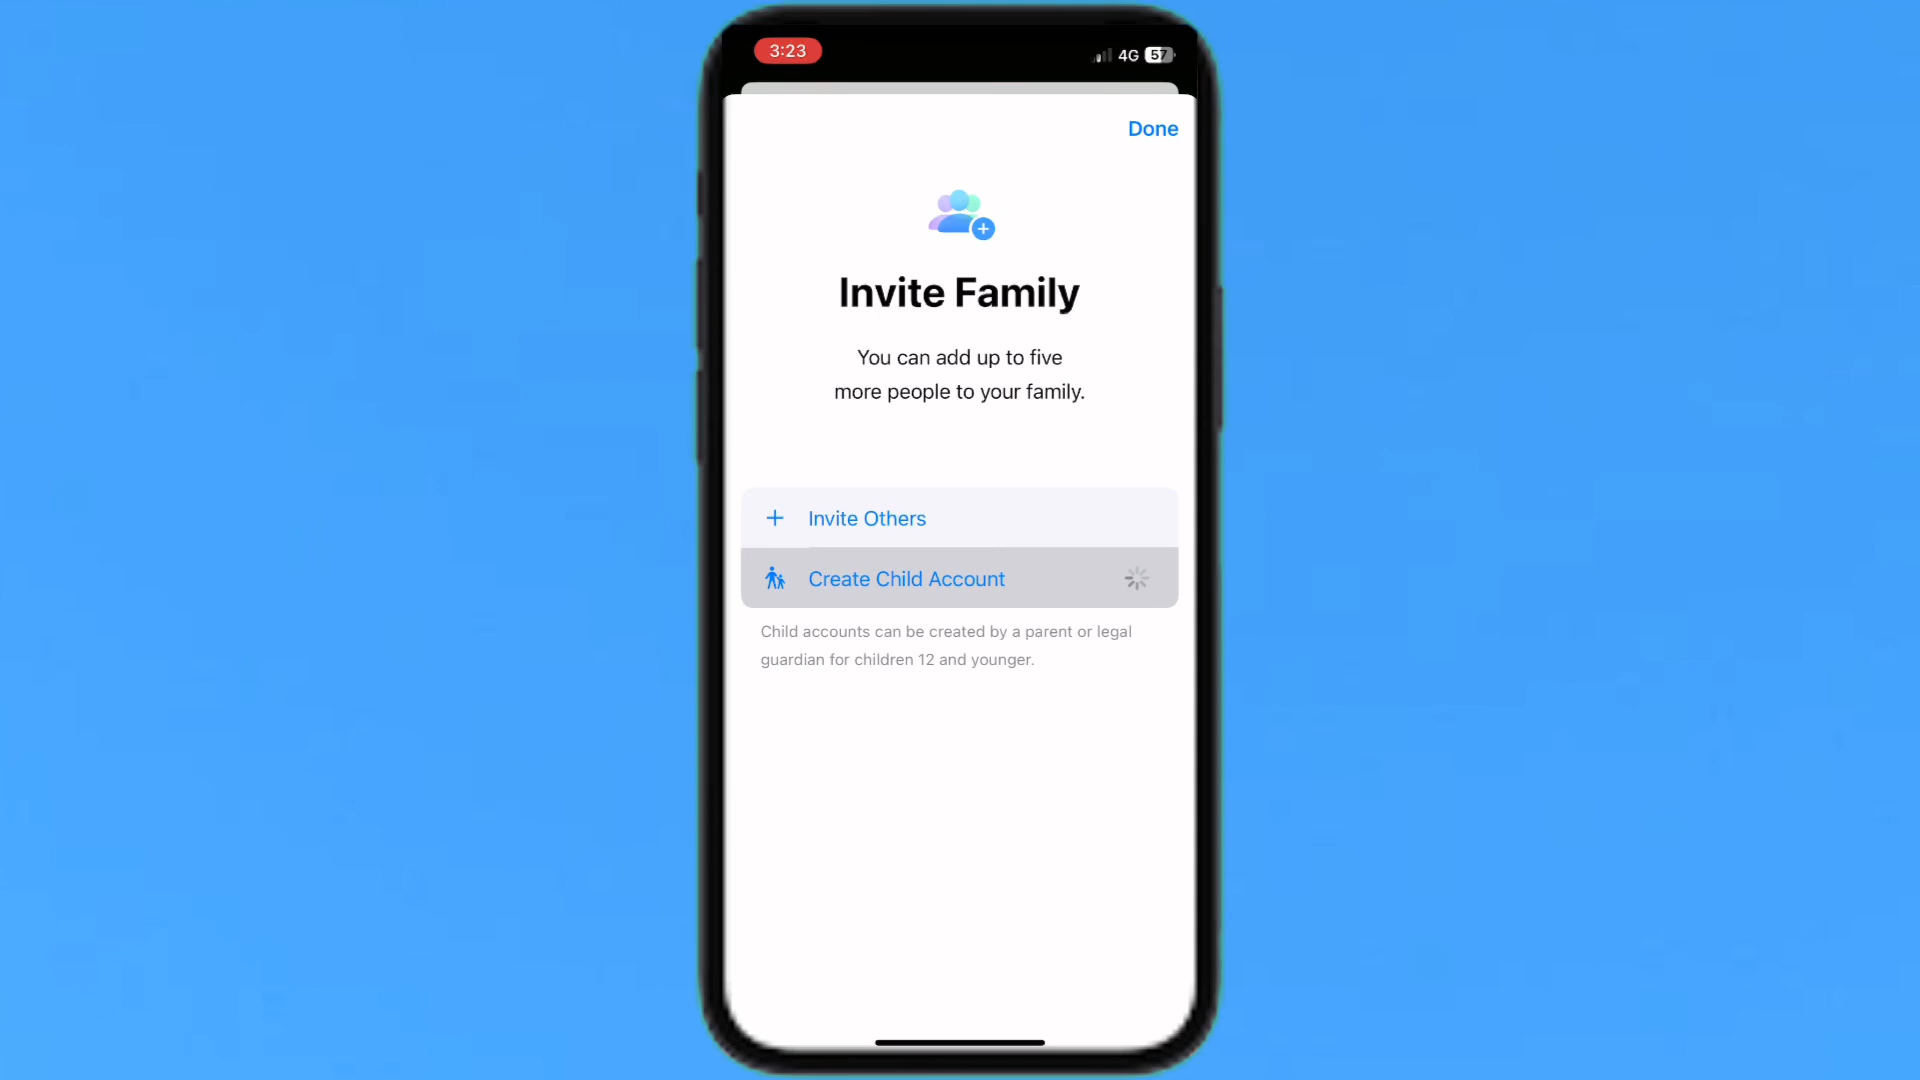 3:23
4G 57
Done
Invite Family
You can add up to five
more people to your family.
Invite Others
Create Child Account
Child accounts can be created by a parent or legal
guardian for children 12 and younger.